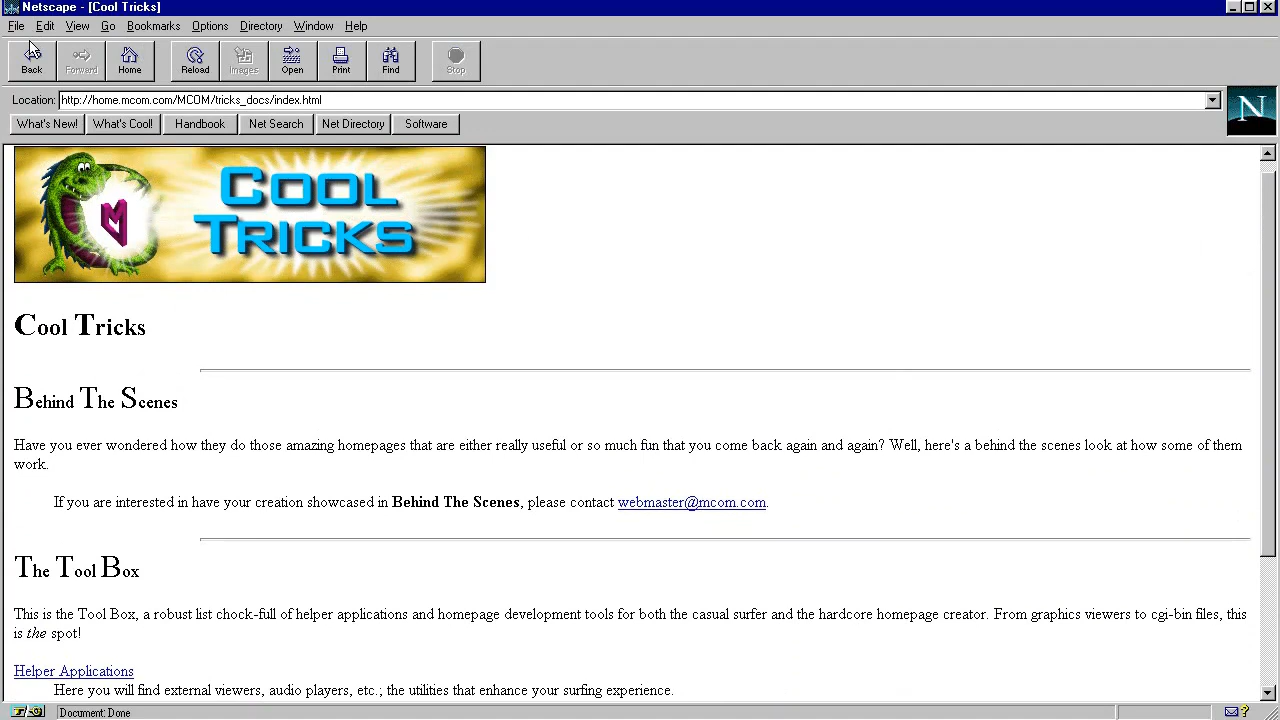 Netscape - [Cool Tricks]
File Edit View Go Bookmarks Options Directory Window Help
Back Forward Home Reload Images Open Print Find Stop
Location: http://home.mcom.com/MCOM/tricks_docs/index.html
N
What's New! What's Cool! Handbook Net Search Net Directory Software
M
COOL
TRICKS
Cool Tricks
Behind The Scenes
Have you ever wondered how they do those amazing homepages that are either really useful or so much fun that you come back again and again? Well, here's a behind the scenes look at how some of them
work.
If you are interested in have your creation showcased in Behind The Scenes, please contact webmaster@mcom.com.
The Tool Box
This is the Tool Box, a robust list chock-full of helper applications and homepage development tools for both the casual surfer and the hardcore homepage creator. From graphics viewers to cgi-bin files, this
is the spot!
Helper Applications
Here you will find external viewers, audio players, etc.; the utilities that enhance your surfing experience.
Document: Done
?